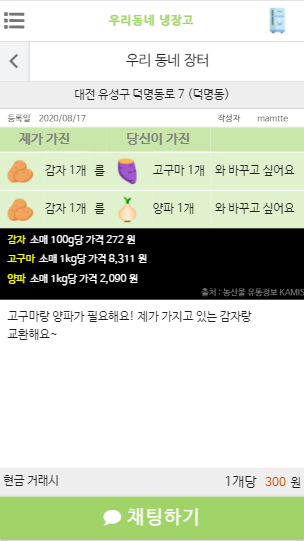 우리동네 냉장고
우리 동네 장터
대전 유성구 덕명동로 7 (덕명동)
등록일 2020/08/17 작성자 mamtte
제가 가진 당신이 가진
감자 1개 를 고구마 1개 와 바꾸고 싶어요
감자 1개 를 양파 1개 와 바꾸고 싶어요
감자 소매 100g당 가격 272 원
고구마 소매 1kg당 가격 8,311 원
양파 소매 1kg당 가격 2,090 원
출처 : 농산물 유통정보 KAMIS
고구마랑 양파가 필요해요! 제가 가지고 있는 감자랑
교환해요~
현금 거래시 1개당 300 원
채팅하기